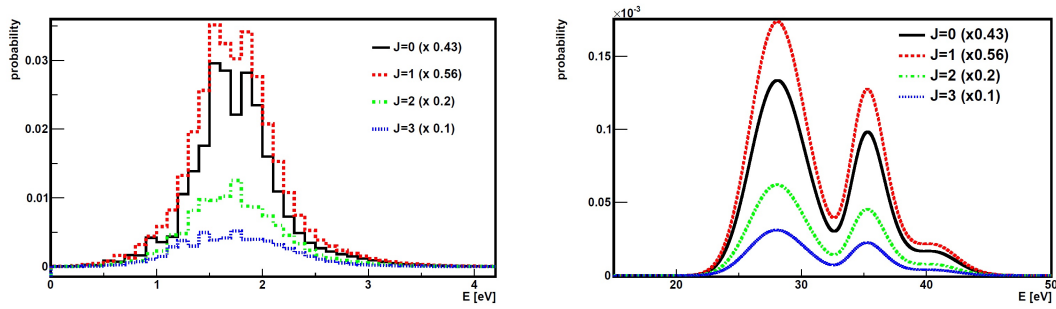 probability
0.03
0.02
0.01
0
J=0 (x 0.43)
J=1 (x 0.56)
J=2 (x 0.2)
J=3 (x 0.1)
0 1 2 3 4
E [eV]
×10⁻³
probability
0.15
0.1
0.05
0
J=0 (x0.43)
J=1 (x0.56)
J=2 (x0.2)
J=3 (x0.1)
20 30 40 50
E [eV]